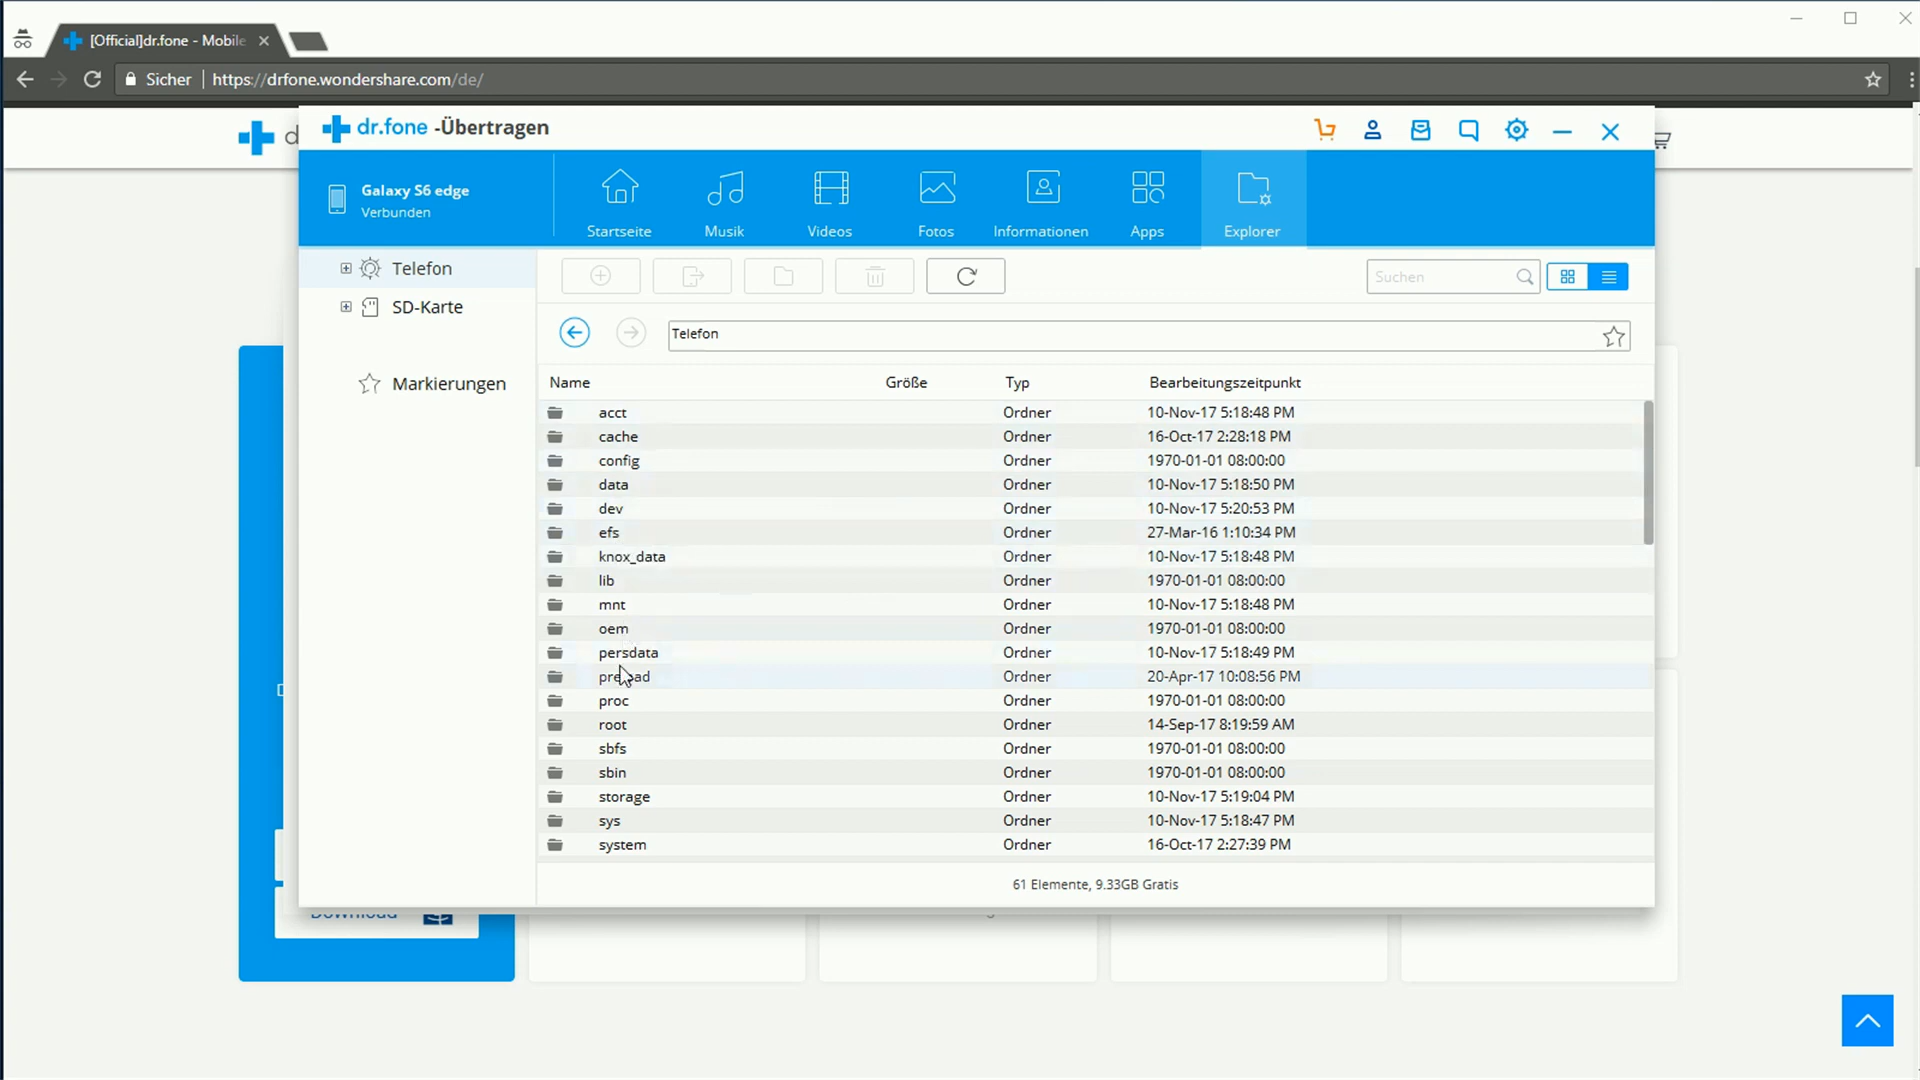 [Official]dr.fone - Mobile
Sicher https://drfone.wondershare.com/de/
dr.fone -Übertragen
Galaxy S6 edge
Verbunden
Startseite
Musik
Videos
Fotos
Informationen
Apps
Explorer
Telefon
SD-Karte
Markierungen
Suchen
Telefon
Name Größe Typ Bearbeitungszeitpunkt
acct Ordner 10-Nov-17 5:18:48 PM
cache Ordner 16-Oct-17 2:28:18 PM
config Ordner 1970-01-01 08:00:00
data Ordner 10-Nov-17 5:18:50 PM
dev Ordner 10-Nov-17 5:20:53 PM
efs Ordner 27-Mar-16 1:10:34 PM
knox_data Ordner 10-Nov-17 5:18:48 PM
lib Ordner 1970-01-01 08:00:00
mnt Ordner 10-Nov-17 5:18:48 PM
oem Ordner 1970-01-01 08:00:00
persdata Ordner 10-Nov-17 5:18:49 PM
preload Ordner 20-Apr-17 10:08:56 PM
proc Ordner 1970-01-01 08:00:00
root Ordner 14-Sep-17 8:19:59 AM
sbfs Ordner 1970-01-01 08:00:00
sbin Ordner 1970-01-01 08:00:00
storage Ordner 10-Nov-17 5:19:04 PM
sys Ordner 10-Nov-17 5:18:47 PM
system Ordner 16-Oct-17 2:27:39 PM
61 Elemente, 9.33GB Gratis
Download